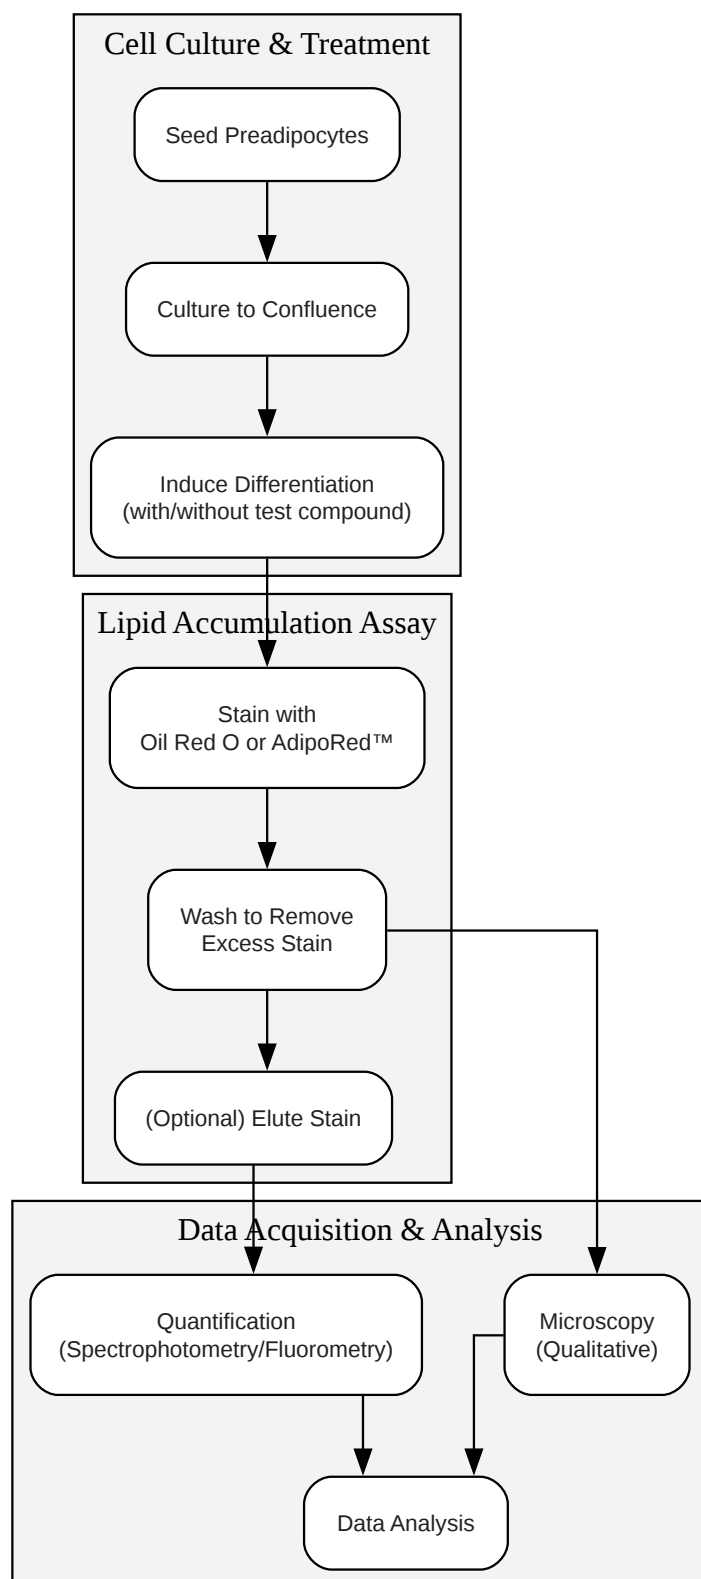 Cell Culture & Treatment
Seed Preadipocytes
Culture to Confluence
Induce Differentiation
(with/without test compound)
Lipid Accumulation Assay
Stain with
Oil Red O or AdipoRed™
Wash to Remove
Excess Stain
(Optional) Elute Stain
Data Acquisition & Analysis
Quantification
(Spectrophotometry/Fluorometry)
Microscopy
(Qualitative)
Data Analysis